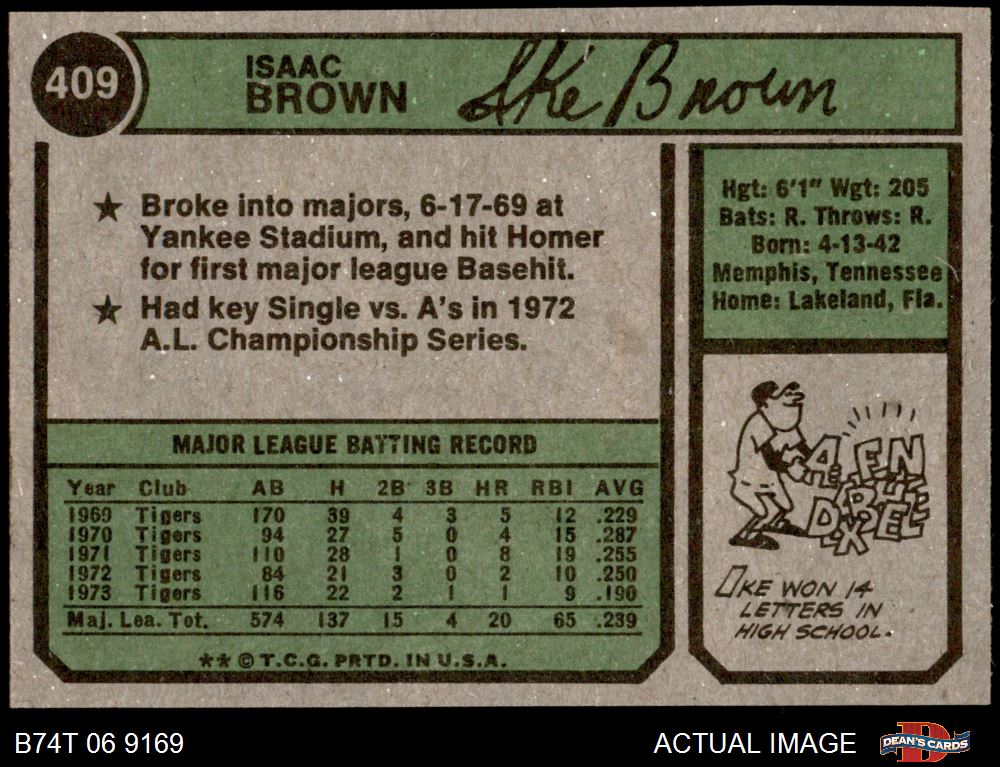 409
ISAAC
BROWN
Ike Brown
★ Broke into majors, 6-17-69 at
Yankee Stadium, and hit Homer
for first major league Basehit.
★ Had key Single vs. A's in 1972
A.L. Championship Series.
Hgt: 6'1" Wgt: 205
Bats: R. Throws: R.
Born: 4-13-42
Memphis, Tennessee
Home: Lakeland, Fla.
MAJOR LEAGUE BATTING RECORD
Year Club AB H 2B 3B HR RBI AVG
1969 Tigers 170 39 4 3 5 12 .229
1970 Tigers 94 27 5 0 4 15 .287
1971 Tigers 110 28 1 0 8 19 .255
1972 Tigers 84 21 3 0 2 10 .250
1973 Tigers 116 22 2 1 1 9 .190
Maj. Lea. Tot. 574 137 15 4 20 65 .239
★★ © T.C.G. PRTD. IN U.S.A.
IKE WON 14
LETTERS IN
HIGH SCHOOL.
B74T 06 9169
ACTUAL IMAGE
DEAN'S CARDS